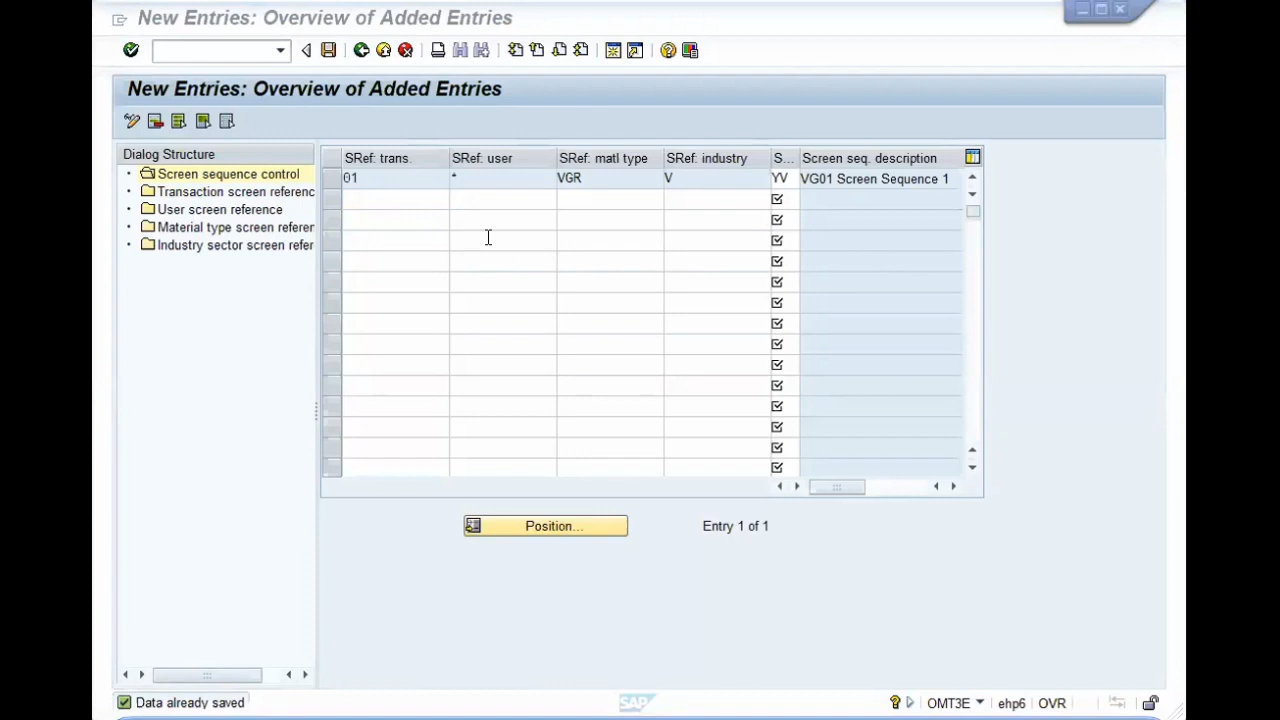 New Entries: Overview of Added Entries
New Entries: Overview of Added Entries
Dialog Structure
Screen sequence control
Transaction screen referenc
User screen reference
Material type screen referer
Industry sector screen refer
SRef: trans. SRef: user SRef: matl type SRef: industry S... Screen seq. description
01 * VGR V YV VG01 Screen Sequence 1
Position... Entry 1 of 1
Data already saved SAP OMT3E ehp6 OVR